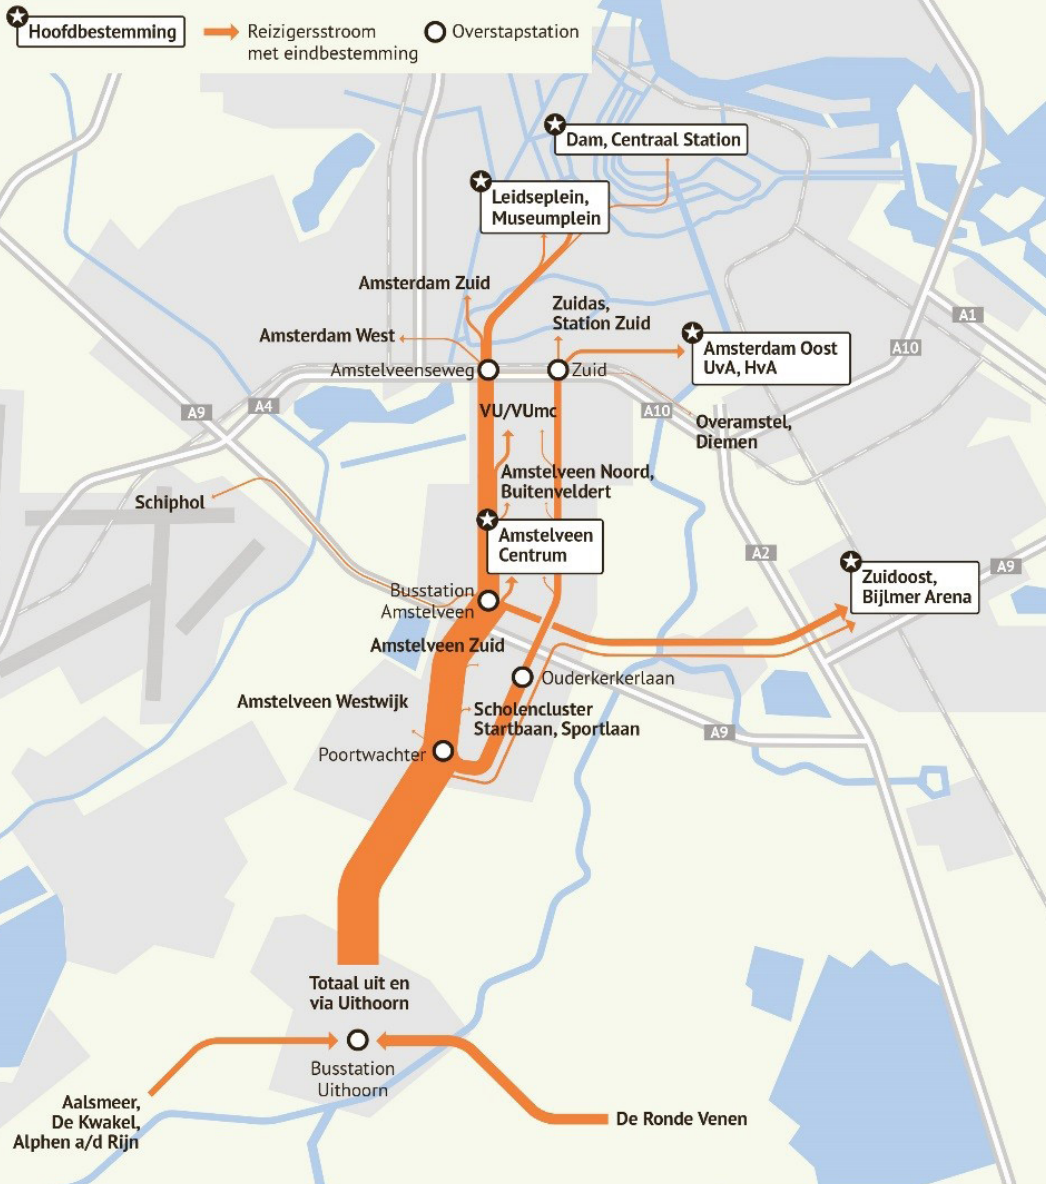 Hoofdbestemming
Reizigersstroom
met eindbestemming
Overstapstation
Dam, Centraal Station
Leidseplein,
Museumplein
Amsterdam Zuid
Zuidas,
Station Zuid
Amsterdam West
A1
A10
Amsterdam Oost
UvA, HvA
Amstelveenseweg
Zuid
A9
A4
VU/VUmc
A10
Overamstel,
Diemen
Amstelveen Noord,
Buitenveldert
Schiphol
Amstelveen
Centrum
A2
A9
Zuidoost,
Bijlmer Arena
Busstation
Amstelveen
Amstelveen Zuid
Ouderkerkerlaan
Amstelveen Westwijk
Scholencluster
Startbaan, Sportlaan
A9
Poortwachter
Totaal uit en
via Uithoorn
Busstation
Uithoorn
Aalsmeer,
De Kwakel,
Alphen a/d Rijn
De Ronde Venen